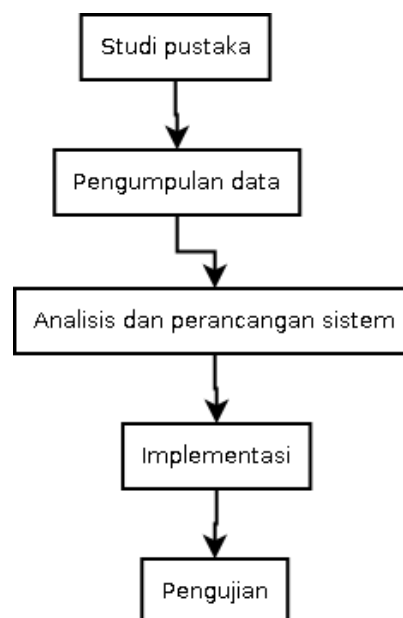 Studi pustaka
Pengumpulan data
Analisis dan perancangan sistem
Implementasi
Pengujian